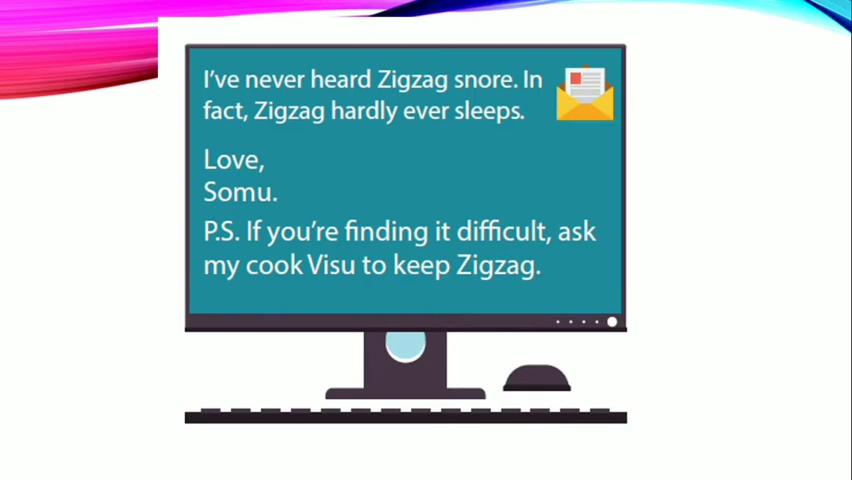 I've never heard Zigzag snore. In
fact, Zigzag hardly ever sleeps.
Love,
Somu.
P.S. If you're finding it difficult, ask
my cook Visu to keep Zigzag.